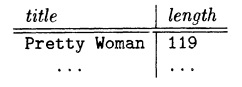 title length
Pretty Woman 119
... ...